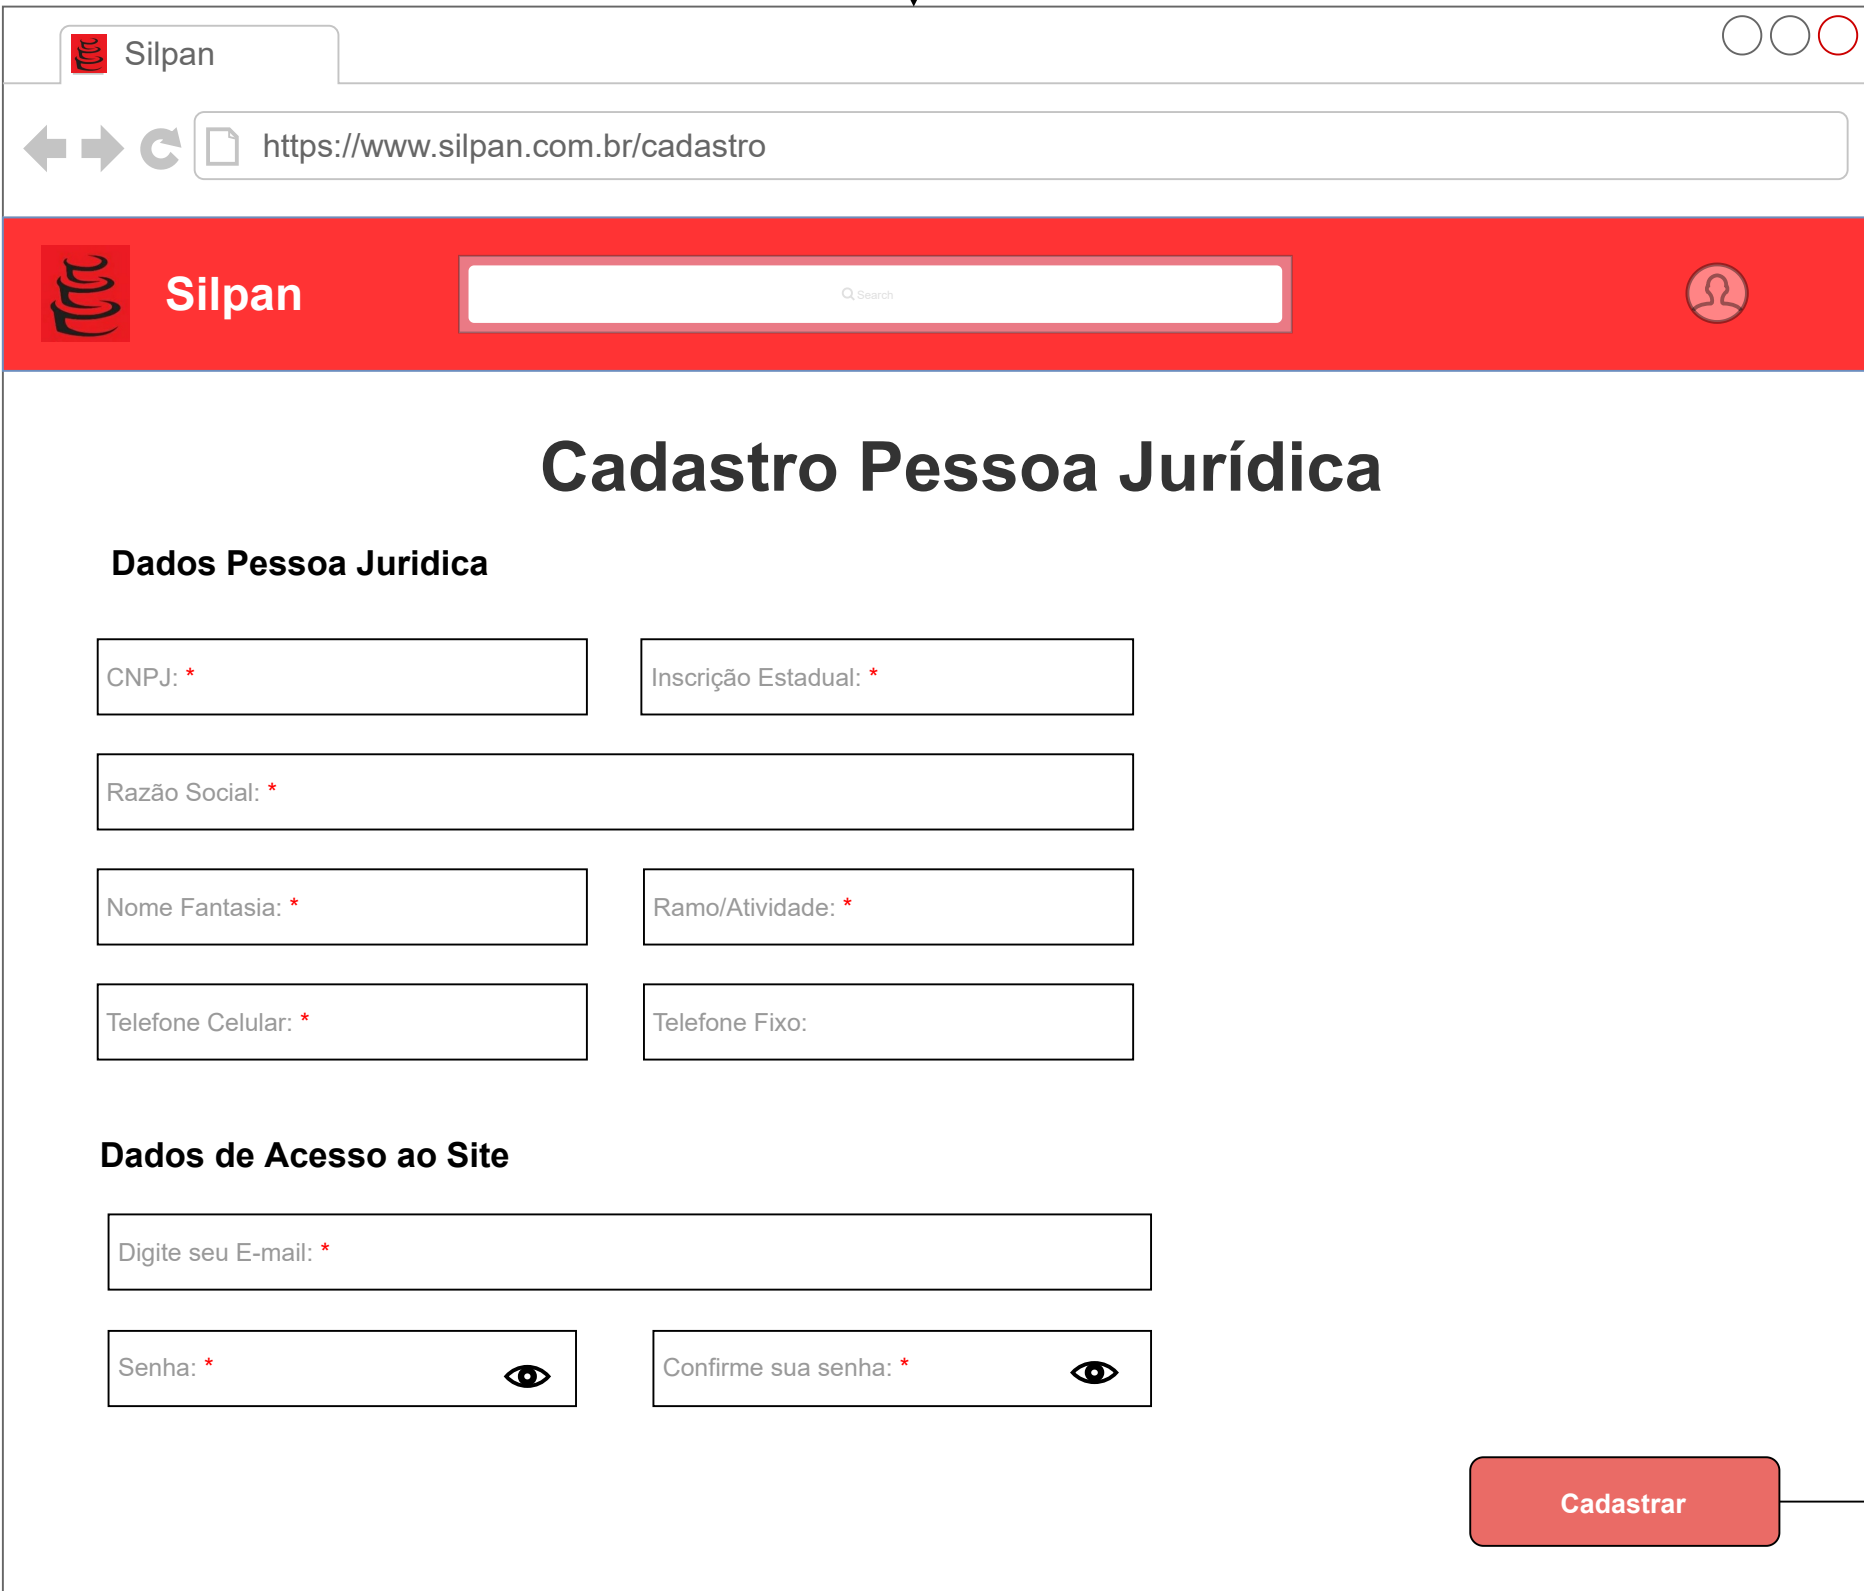 Silpan
https://www.silpan.com.br/cadastro
Silpan
Search
Cadastro Pessoa Jurídica
Dados Pessoa Juridica
CNPJ: * Inscrição Estadual: *
Razão Social: *
Nome Fantasia: * Ramo/Atividade: *
Telefone Celular: * Telefone Fixo:
Dados de Acesso ao Site
Digite seu E-mail: *
Senha: * Confirme sua senha: *
Cadastrar